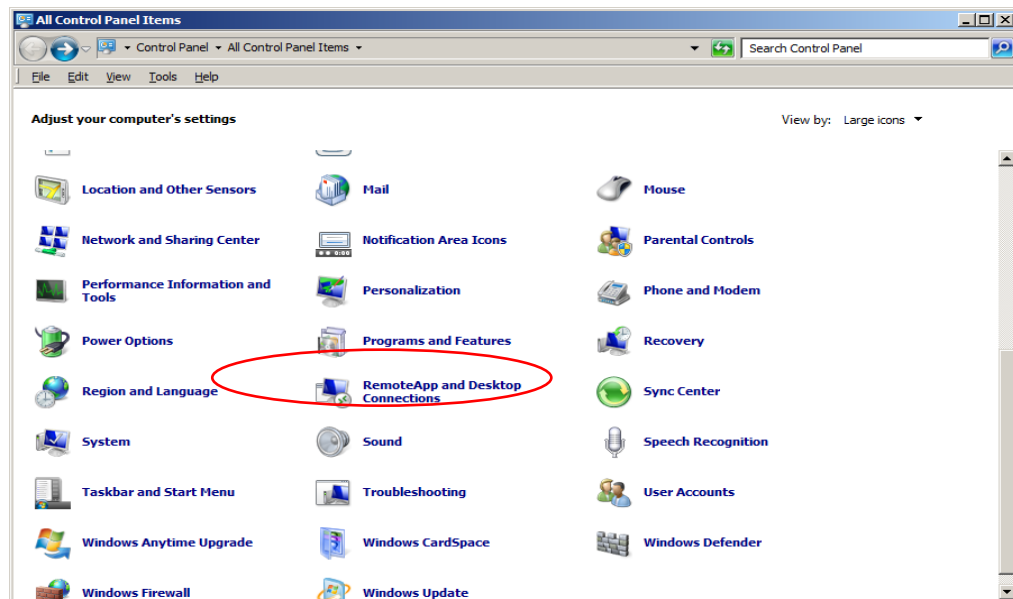 All Control Panel Items
Control Panel All Control Panel Items Search Control Panel
File Edit View Tools Help
Adjust your computer's settings View by: Large icons
Location and Other Sensors Mail Mouse
Network and Sharing Center Notification Area Icons Parental Controls
0:00
Performance Information and
Tools Personalization Phone and Modem
Power Options Programs and Features Recovery
Region and Language RemoteApp and Desktop
Connections Sync Center
System Sound Speech Recognition
Taskbar and Start Menu Troubleshooting User Accounts
Windows Anytime Upgrade Windows CardSpace Windows Defender
Windows Firewall Windows Update